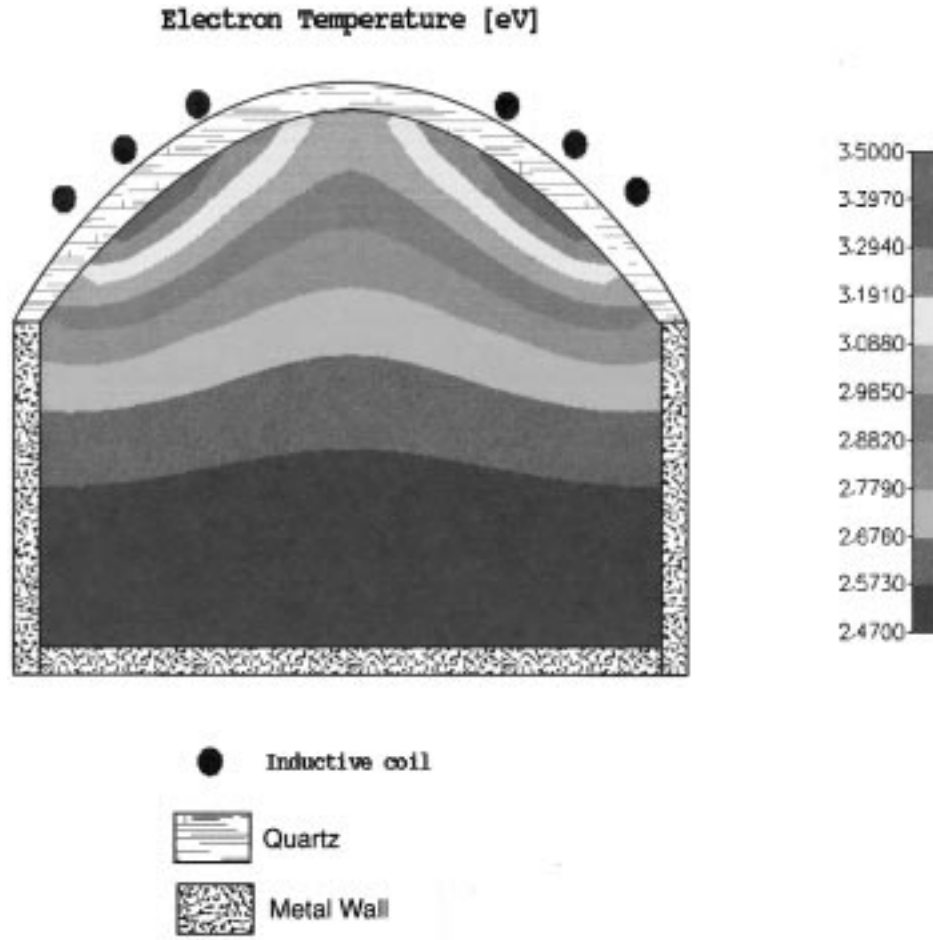 Electron Temperature [eV]
3.5000
3.3970
3.2940
3.1910
3.0880
2.9850
2.8820
2.7790
2.6760
2.5730
2.4700
Inductive coil
Quartz
Metal Wall